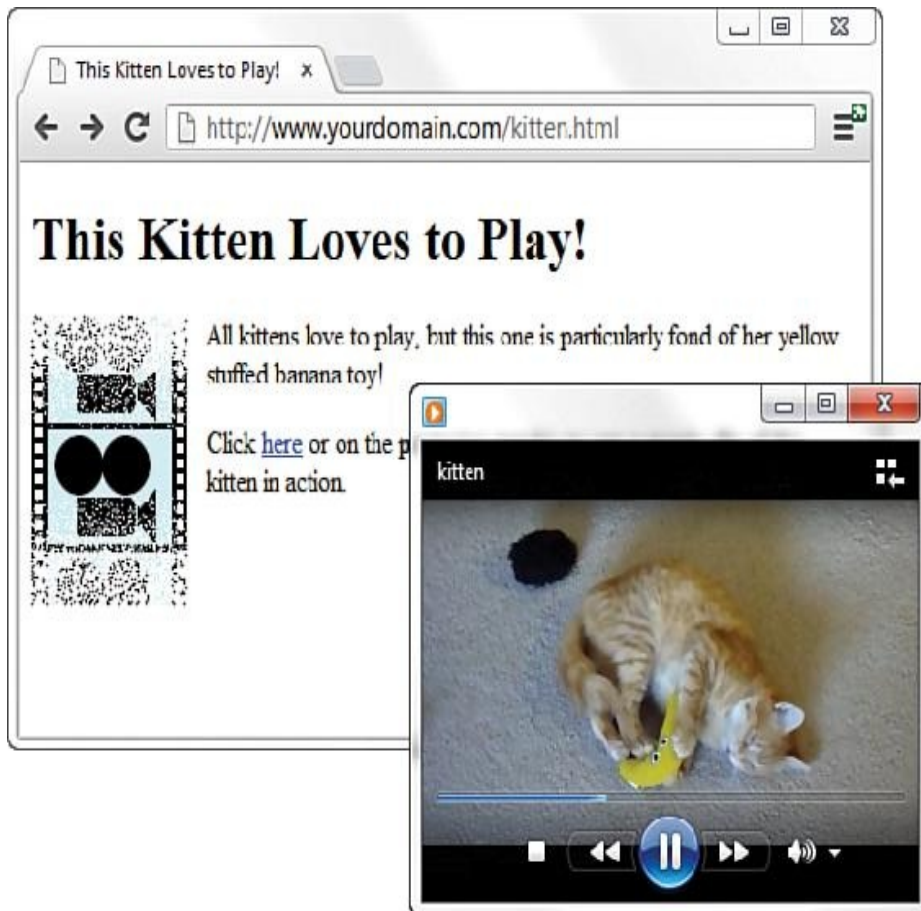 This Kitten Loves to Play!
http://www.yourdomain.com/kitten.html
This Kitten Loves to Play!
All kittens love to play, but this one is particularly fond of her yellow
stuffed banana toy!
Click here or on the
kitten in action.
kitten